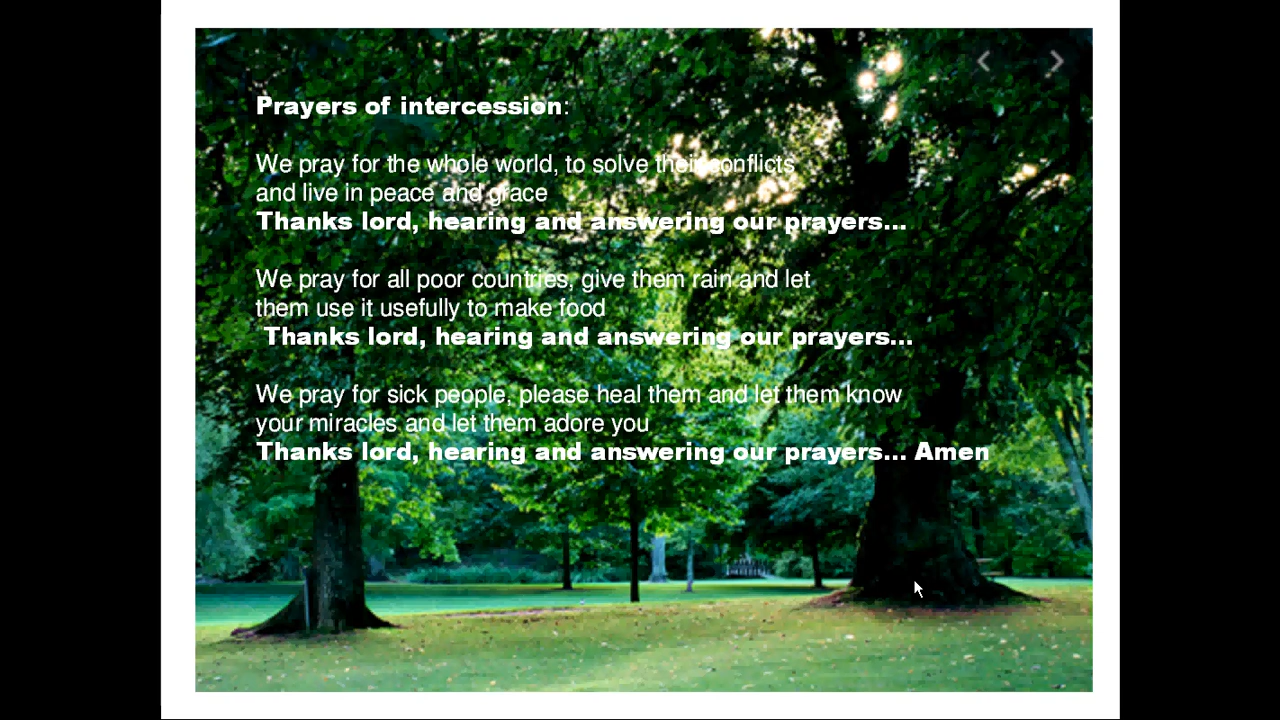 Prayers of intercession:
We pray for the whole world, to solve their conflicts
and live in peace and grace
Thanks lord, hearing and answering our prayers...
We pray for all poor countries, give them rain and let
them use it usefully to make food
Thanks lord, hearing and answering our prayers...
We pray for sick people, please heal them and let them know
your miracles and let them adore you
Thanks lord, hearing and answering our prayers... Amen